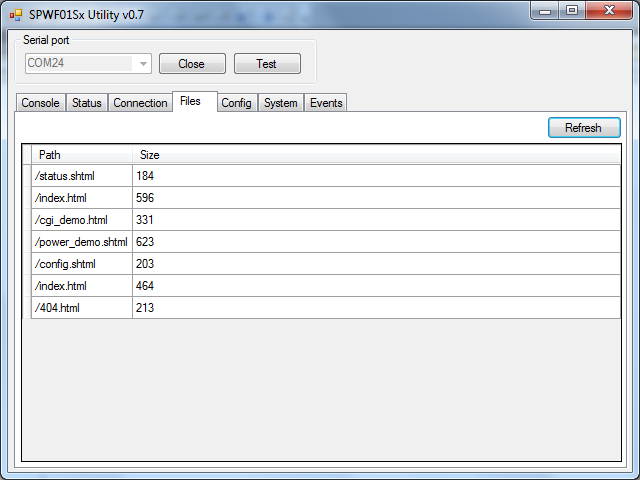 SPWF01Sx Utility v0.7
Serial port
COM24 Close Test
Console Status Connection Files Config System Events
Refresh
Path Size
/status.shtml 184
/index.html 596
/cgi_demo.html 331
/power_demo.shtml 623
/config.shtml 203
/index.html 464
/404.html 213